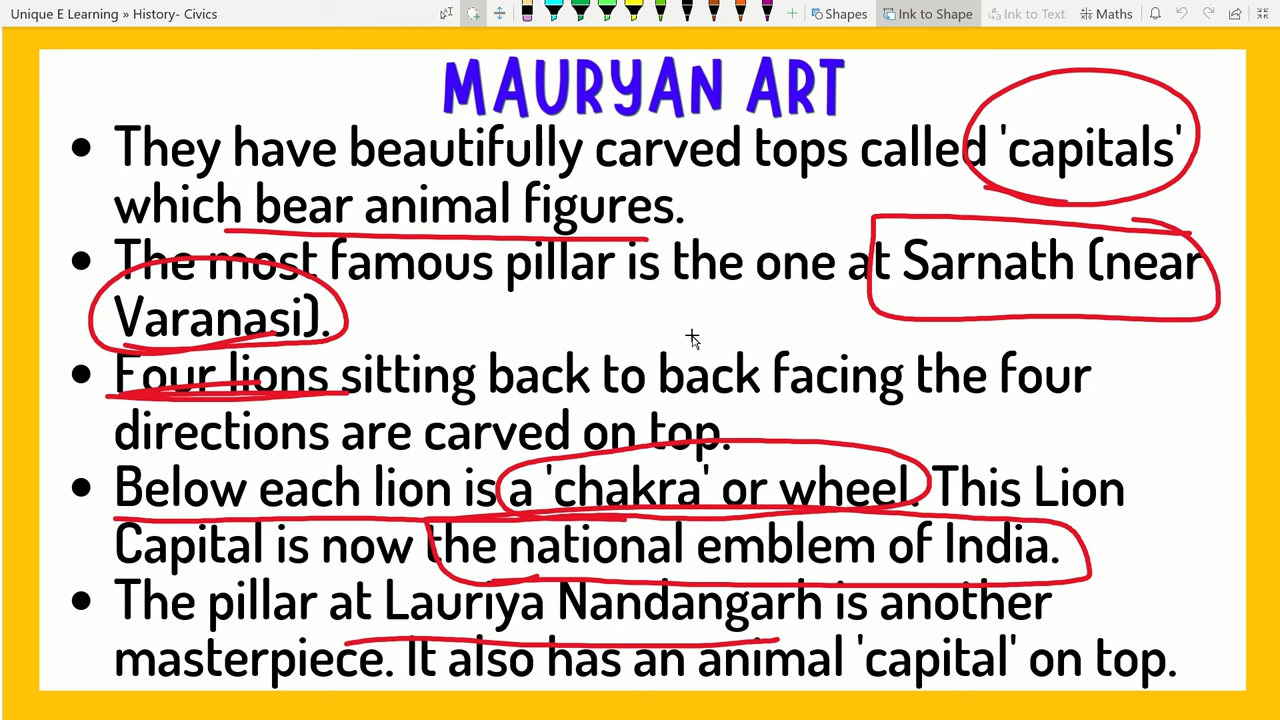 Unique E Learning » History- Civics
Shapes Ink to Shape Ink to Text Maths
MAURYAN ART
• They have beautifully carved tops called 'capitals'
which bear animal figures.
• The most famous pillar is the one at Sarnath (near
Varanasi).
• Four lions sitting back to back facing the four
directions are carved on top.
• Below each lion is a 'chakra' or wheel. This Lion
Capital is now the national emblem of India.
• The pillar at Lauriya Nandangarh is another
masterpiece. It also has an animal 'capital' on top.